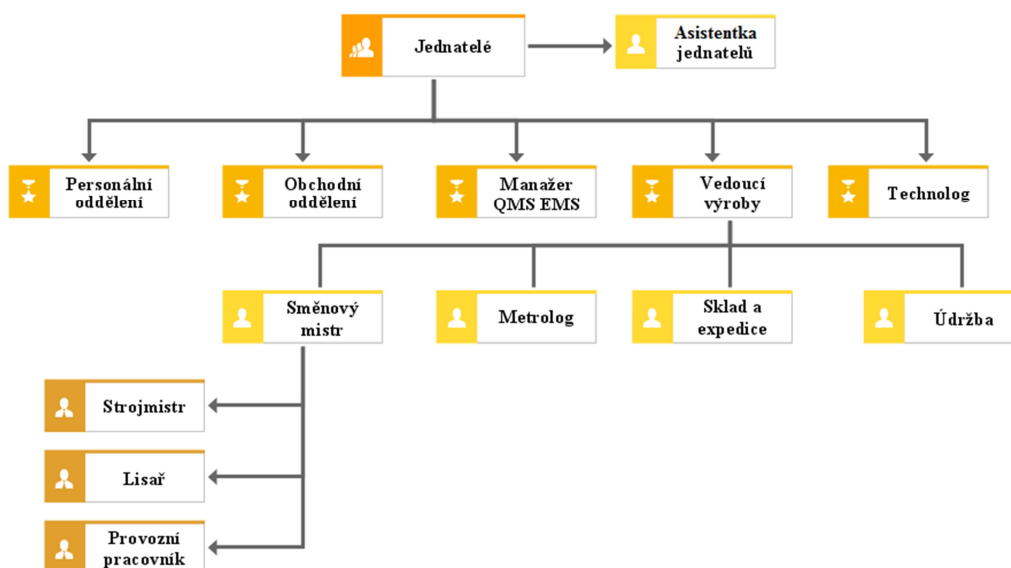 Jednatelé
Asistentka
jednatelů
Personální
oddělení
Obchodní
oddělení
Manažer
QMS EMS
Vedoucí
výroby
Technolog
Směnový
mistr
Metrolog
Sklad a
expedice
Údržba
Strojmistr
Lisař
Provozní
pracovník